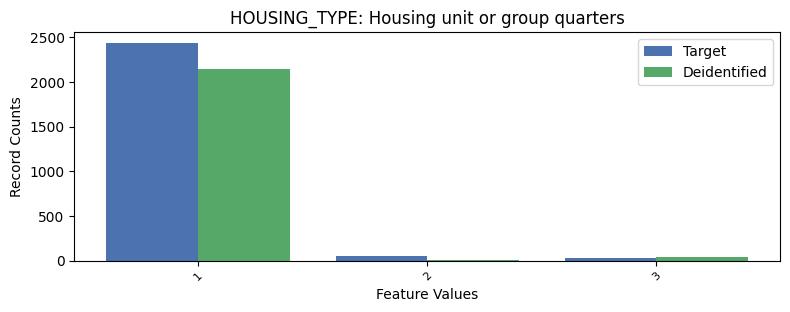 HOUSING_TYPE: Housing unit or group quarters
Target
Deidentified
2500
2000
1500
1000
500
0
Record Counts
1
2
3
Feature Values